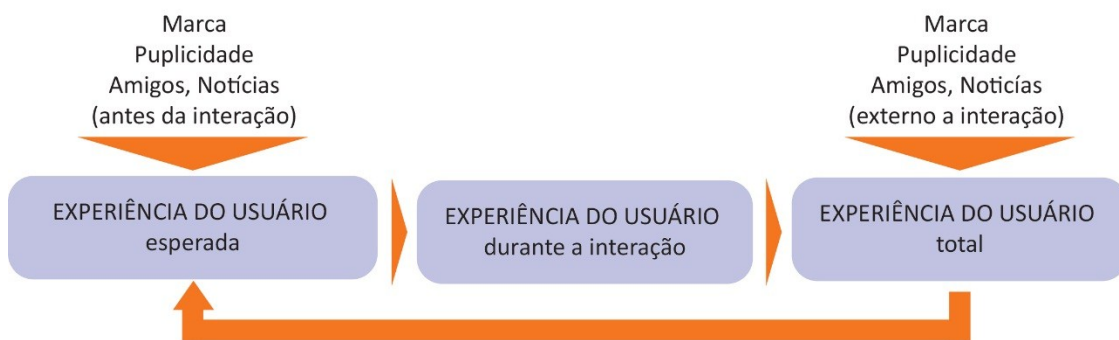 Marca
Puplicidade
Amigos, Notícias
(antes da interação)
Marca
Puplicidade
Amigos, Noticías
(externo a interação)
EXPERIÊNCIA DO USUÁRIO
esperada
EXPERIÊNCIA DO USUÁRIO
durante a interação
EXPERIÊNCIA DO USUÁRIO
total